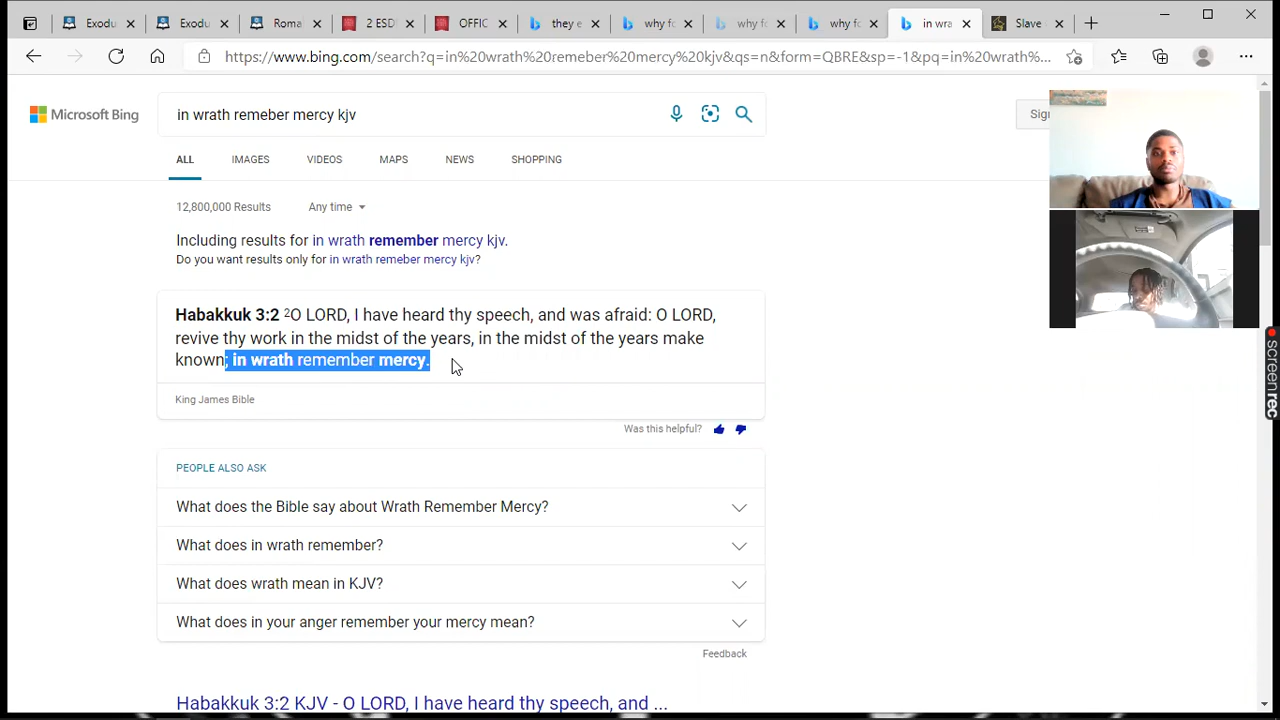 Exodu
Exodu
Roma
2 ESD
OFFIC
they e
why fo
why fo
why fo
in wra
Slave
https://www.bing.com/search?q=in%20wrath%20remeber%20mercy%20kjv&qs=n&form=QBRE&sp=-1&pq=in%20wrath%...
Microsoft Bing
in wrath remeber mercy kjv
Sign
ALL IMAGES VIDEOS MAPS NEWS SHOPPING
12,800,000 Results Any time
Including results for in wrath remember mercy kjv.
Do you want results only for in wrath remeber mercy kjv?
Habakkuk 3:2 ²O LORD, I have heard thy speech, and was afraid: O LORD,
revive thy work in the midst of the years, in the midst of the years make
known; in wrath remember mercy.
King James Bible
Was this helpful?
PEOPLE ALSO ASK
What does the Bible say about Wrath Remember Mercy?
What does in wrath remember?
What does wrath mean in KJV?
What does in your anger remember your mercy mean?
Feedback
Habakkuk 3:2 KJV - O LORD, I have heard thy speech, and ...
screenrec